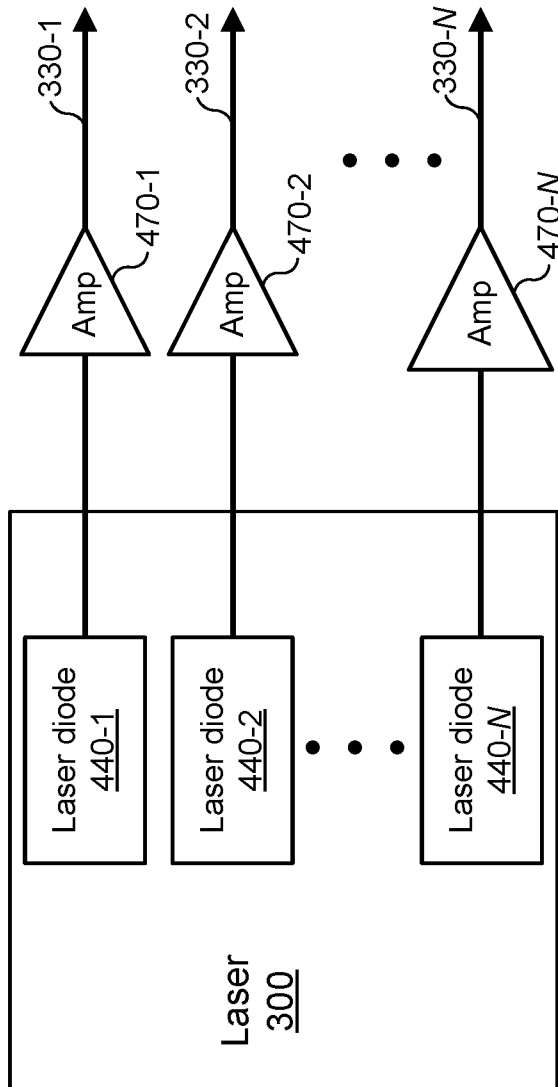 Laser
300
Laser diode
440-1
Amp
470-1
330-1
Laser diode
440-2
Amp
470-2
330-2
Laser diode
440-N
Amp
470-N
330-N